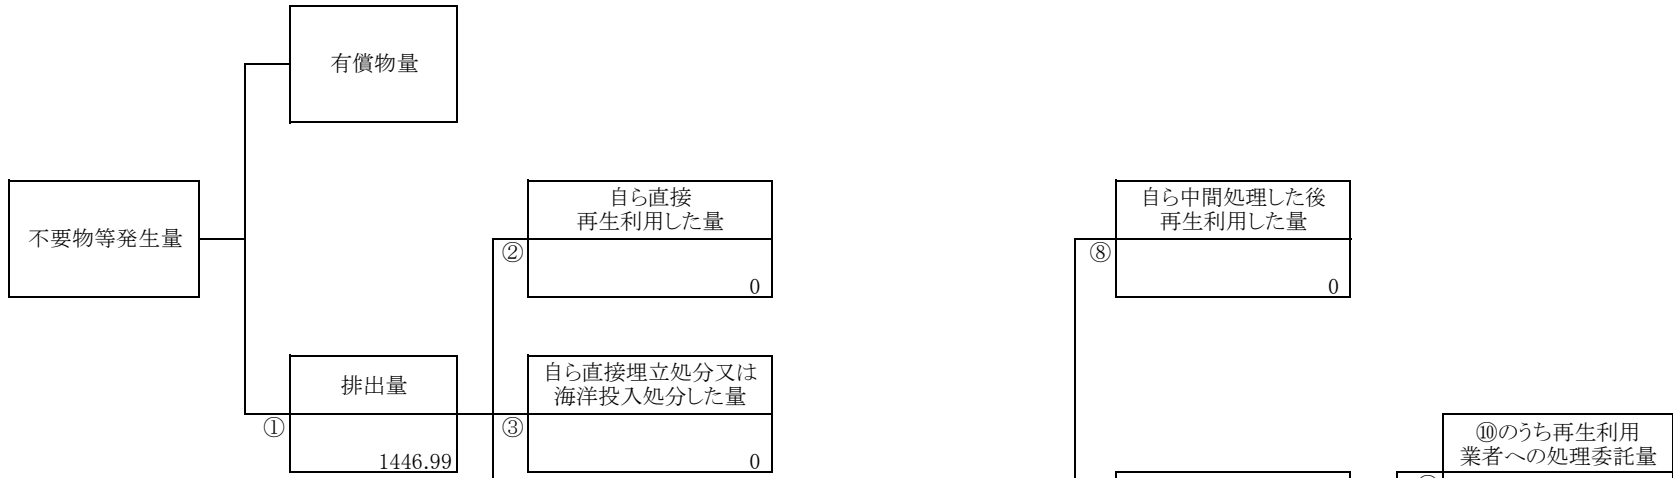 有償物量
不要物等発生量
自ら直接
再生利用した量
②
0
自ら中間処理した後
再生利用した量
⑧
0
排出量
①
1446.99
自ら直接埋立処分又は
海洋投入処分した量
③
0
⑩のうち再生利用
業者への処理委託量